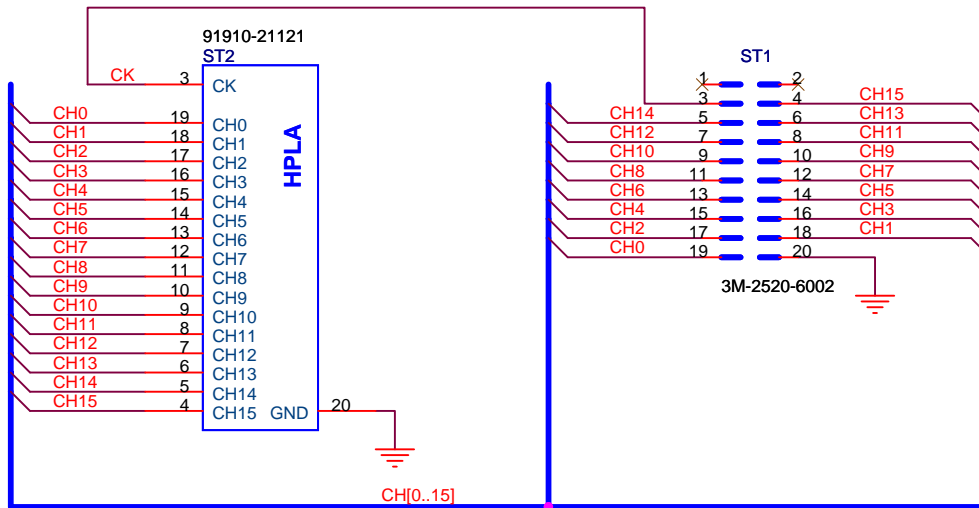 91910-21121
ST2
CK 3 CK
CH0 19 CH0
CH1 18 CH1
CH2 17 CH2
CH3 16 CH3
CH4 15 CH4
CH5 14 CH5
CH6 13 CH6
CH7 12 CH7
CH8 11 CH8
CH9 10 CH9
CH10 9 CH10
CH11 8 CH11
CH12 7 CH12
CH13 6 CH13
CH14 5 CH14
CH15 4 CH15 GND 20
HPLA
CH[0..15]
ST1
1 2
3 4 CH15
CH14 5 6 CH13
CH12 7 8 CH11
CH10 9 10 CH9
CH8 11 12 CH7
CH6 13 14 CH5
CH4 15 16 CH3
CH2 17 18 CH1
CH0 19 20
3M-2520-6002